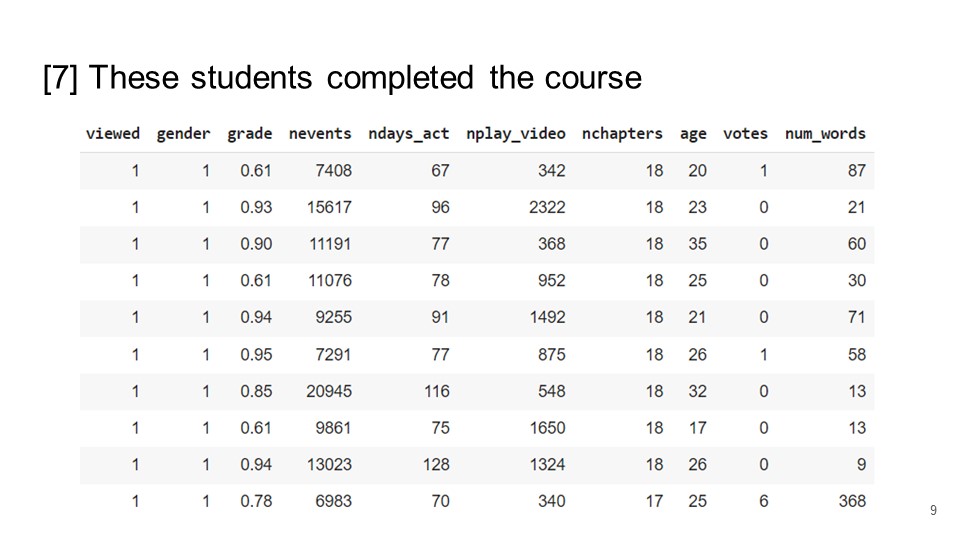 [7] These students completed the course
viewed gender grade nevents ndays_act nplay_video nchapters age votes num_words
1 1 0.61 7408 67 342 18 20 1 87
1 1 0.93 15617 96 2322 18 23 0 21
1 1 0.90 11191 77 368 18 35 0 60
1 1 0.61 11076 78 952 18 25 0 30
1 1 0.94 9255 91 1492 18 21 0 71
1 1 0.95 7291 77 875 18 26 1 58
1 1 0.85 20945 116 548 18 32 0 13
1 1 0.61 9861 75 1650 18 17 0 13
1 1 0.94 13023 128 1324 18 26 0 9
1 1 0.78 6983 70 340 17 25 6 368
9